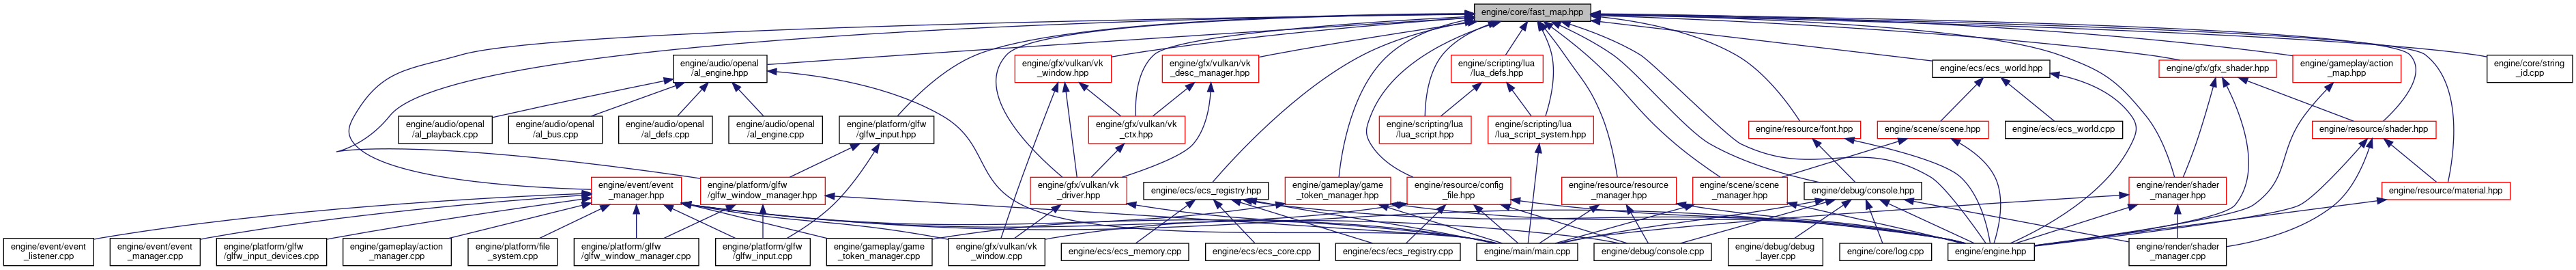 engine/core/fast_map.hpp
engine/audio/openal
/al_engine.hpp
engine/gfx/vulkan/vk
_window.hpp
engine/gfx/vulkan/vk
_desc_manager.hpp
engine/scripting/lua
/lua_defs.hpp
engine/ecs/ecs_world.hpp
engine/gfx/gfx_shader.hpp
engine/gameplay/action
_map.hpp
engine/core/string
_id.cpp
engine/audio/openal
/al_playback.cpp
engine/audio/openal
/al_bus.cpp
engine/audio/openal
/al_defs.cpp
engine/audio/openal
/al_engine.cpp
engine/platform/glfw
/glfw_input.hpp
engine/gfx/vulkan/vk
_ctx.hpp
engine/scripting/lua
/lua_script.hpp
engine/scripting/lua
/lua_script_system.hpp
engine/resource/font.hpp
engine/scene/scene.hpp
engine/ecs/ecs_world.cpp
engine/resource/shader.hpp
engine/event/event
_manager.hpp
engine/platform/glfw
/glfw_window_manager.hpp
engine/gfx/vulkan/vk
_driver.hpp
engine/ecs/ecs_registry.hpp
engine/gameplay/game
_token_manager.hpp
engine/resource/config
_file.hpp
engine/resource/resource
_manager.hpp
engine/scene/scene
_manager.hpp
engine/debug/console.hpp
engine/render/shader
_manager.hpp
engine/resource/material.hpp
engine/event/event
_listener.cpp
engine/event/event
_manager.cpp
engine/platform/glfw
/glfw_input_devices.cpp
engine/gameplay/action
_manager.cpp
engine/platform/file
_system.cpp
engine/platform/glfw
/glfw_window_manager.cpp
engine/platform/glfw
/glfw_input.cpp
engine/gameplay/game
_token_manager.cpp
engine/gfx/vulkan/vk
_window.cpp
engine/ecs/ecs_memory.cpp
engine/ecs/ecs_core.cpp
engine/ecs/ecs_registry.cpp
engine/main/main.cpp
engine/debug/console.cpp
engine/debug/debug
_layer.cpp
engine/core/log.cpp
engine/engine.hpp
engine/render/shader
_manager.cpp